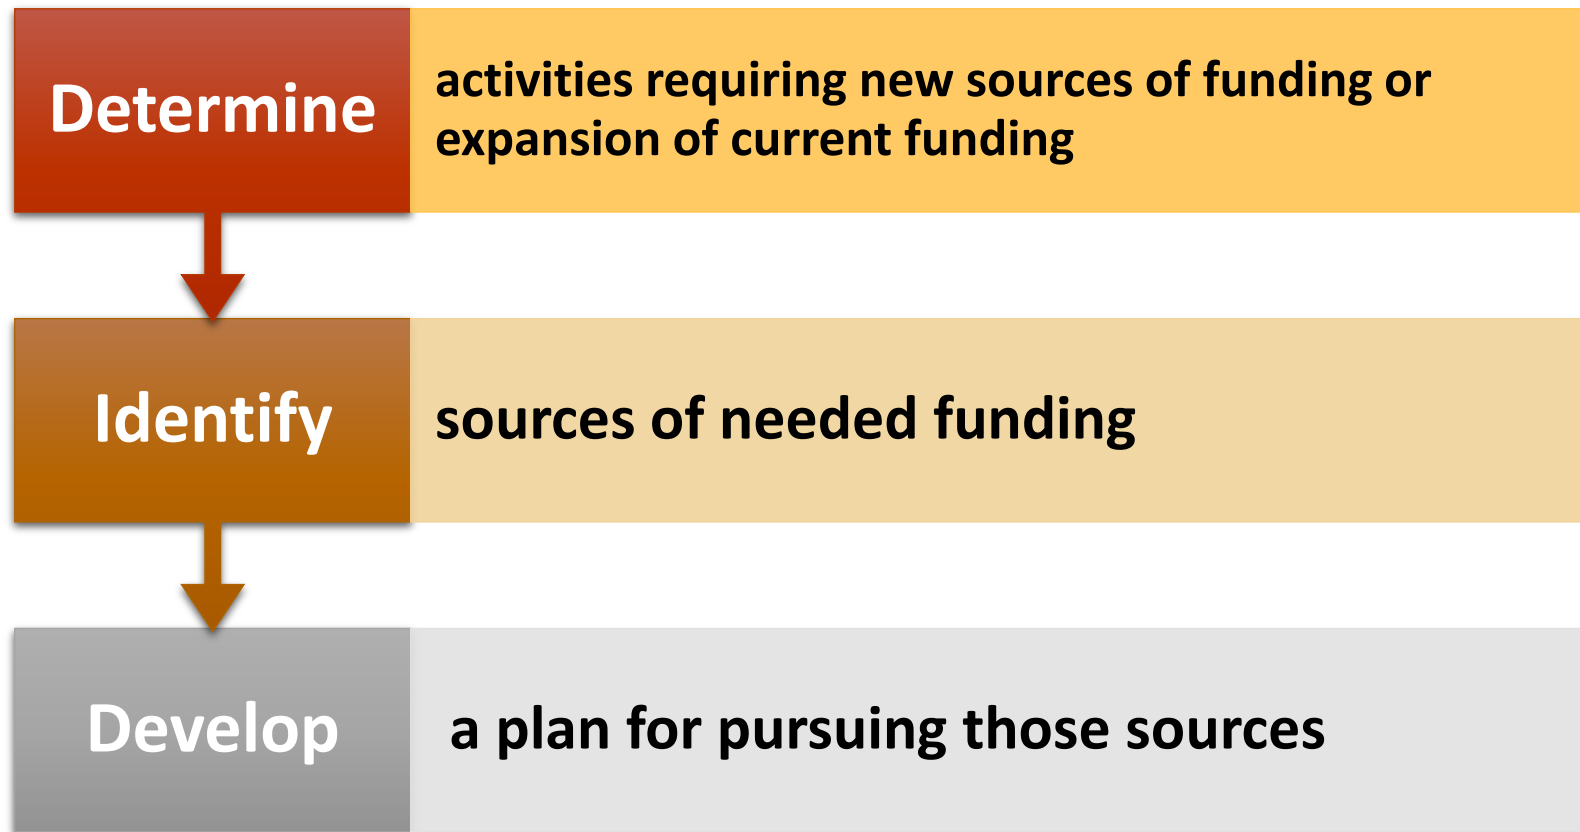 Determine
activities requiring new sources of funding or
expansion of current funding
Identify
sources of needed funding
Develop
a plan for pursuing those sources